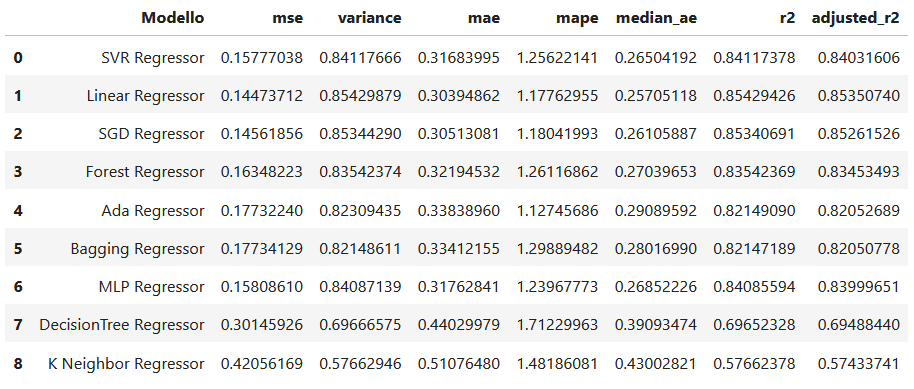 Modello mse variance mae mape median_ae r2 adjusted_r2
0 SVR Regressor 0.15777038 0.84117666 0.31683995 1.25622141 0.26504192 0.84117378 0.84031606
1 Linear Regressor 0.14473712 0.85429879 0.30394862 1.17762955 0.25705118 0.85429426 0.85350740
2 SGD Regressor 0.14561856 0.85344290 0.30513081 1.18041993 0.26105887 0.85340691 0.85261526
3 Forest Regressor 0.16348223 0.83542374 0.32194532 1.26116862 0.27039653 0.83542369 0.83453493
4 Ada Regressor 0.17732240 0.82309435 0.33838960 1.12745686 0.29089592 0.82149090 0.82052689
5 Bagging Regressor 0.17734129 0.82148611 0.33412155 1.29889482 0.28016990 0.82147189 0.82050778
6 MLP Regressor 0.15808610 0.84087139 0.31762841 1.23967773 0.26852226 0.84085594 0.83999651
7 DecisionTree Regressor 0.30145926 0.69666575 0.44029979 1.71229963 0.39093474 0.69652328 0.69488440
8 K Neighbor Regressor 0.42056169 0.57662946 0.51076480 1.48186081 0.43002821 0.57662378 0.57433741